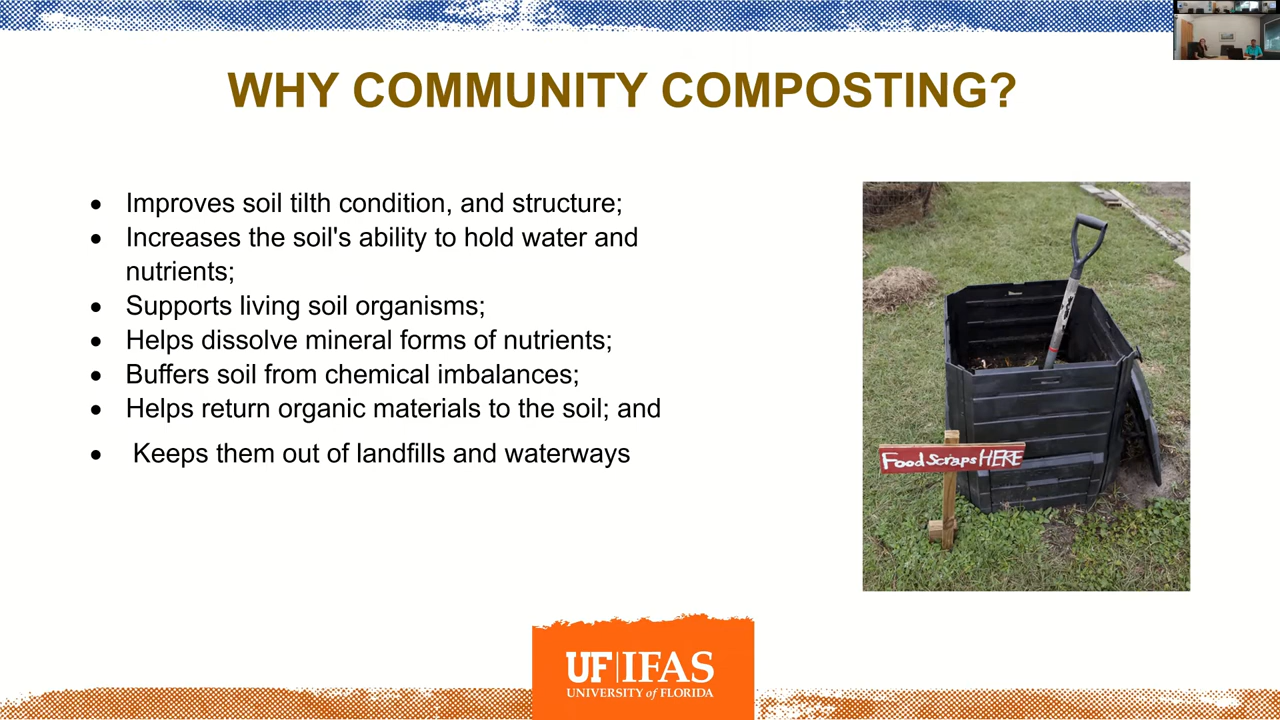 WHY COMMUNITY COMPOSTING?
• Improves soil tilth condition, and structure;
• Increases the soil's ability to hold water and
nutrients;
• Supports living soil organisms;
• Helps dissolve mineral forms of nutrients;
• Buffers soil from chemical imbalances;
• Helps return organic materials to the soil; and
• Keeps them out of landfills and waterways
Food Scraps HERE
UF|IFAS
UNIVERSITY of FLORIDA